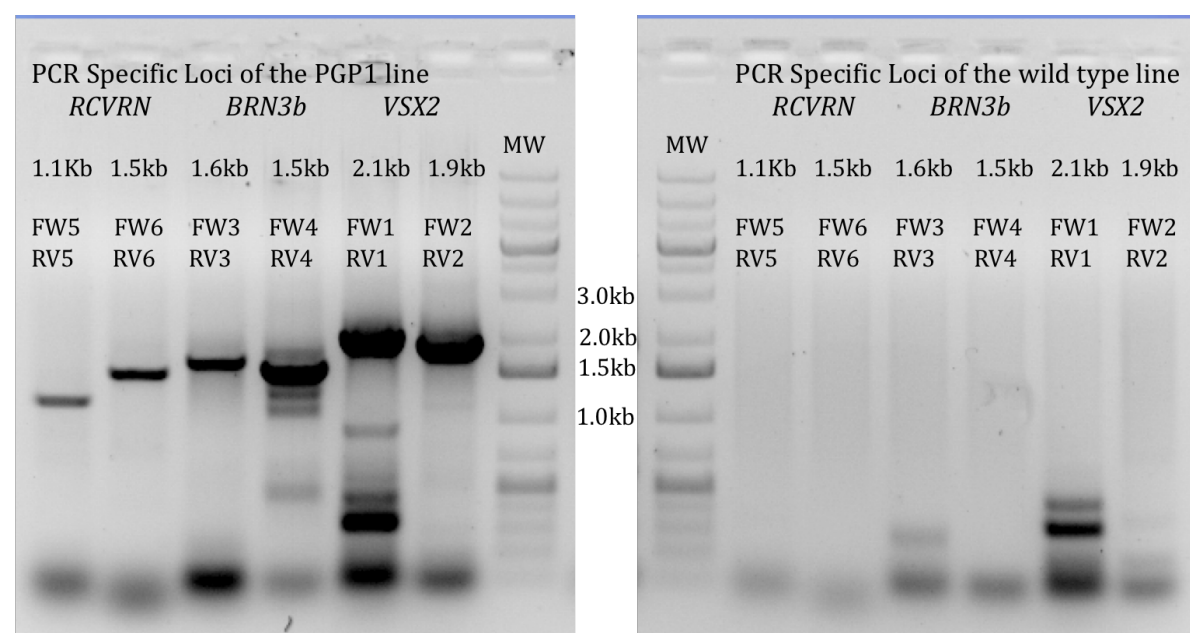 PCR Specific Loci of the PGP1 line
RCVRN BRN3b VSX2
MW
1.1Kb 1.5kb 1.6kb 1.5kb 2.1kb 1.9kb
FW5 FW6 FW3 FW4 FW1 FW2
RV5 RV6 RV3 RV4 RV1 RV2
3.0kb
2.0kb
1.5kb
1.0kb
PCR Specific Loci of the wild type line
RCVRN BRN3b VSX2
MW
1.1Kb 1.5kb 1.6kb 1.5kb 2.1kb 1.9kb
FW5 FW6 FW3 FW4 FW1 FW2
RV5 RV6 RV3 RV4 RV1 RV2